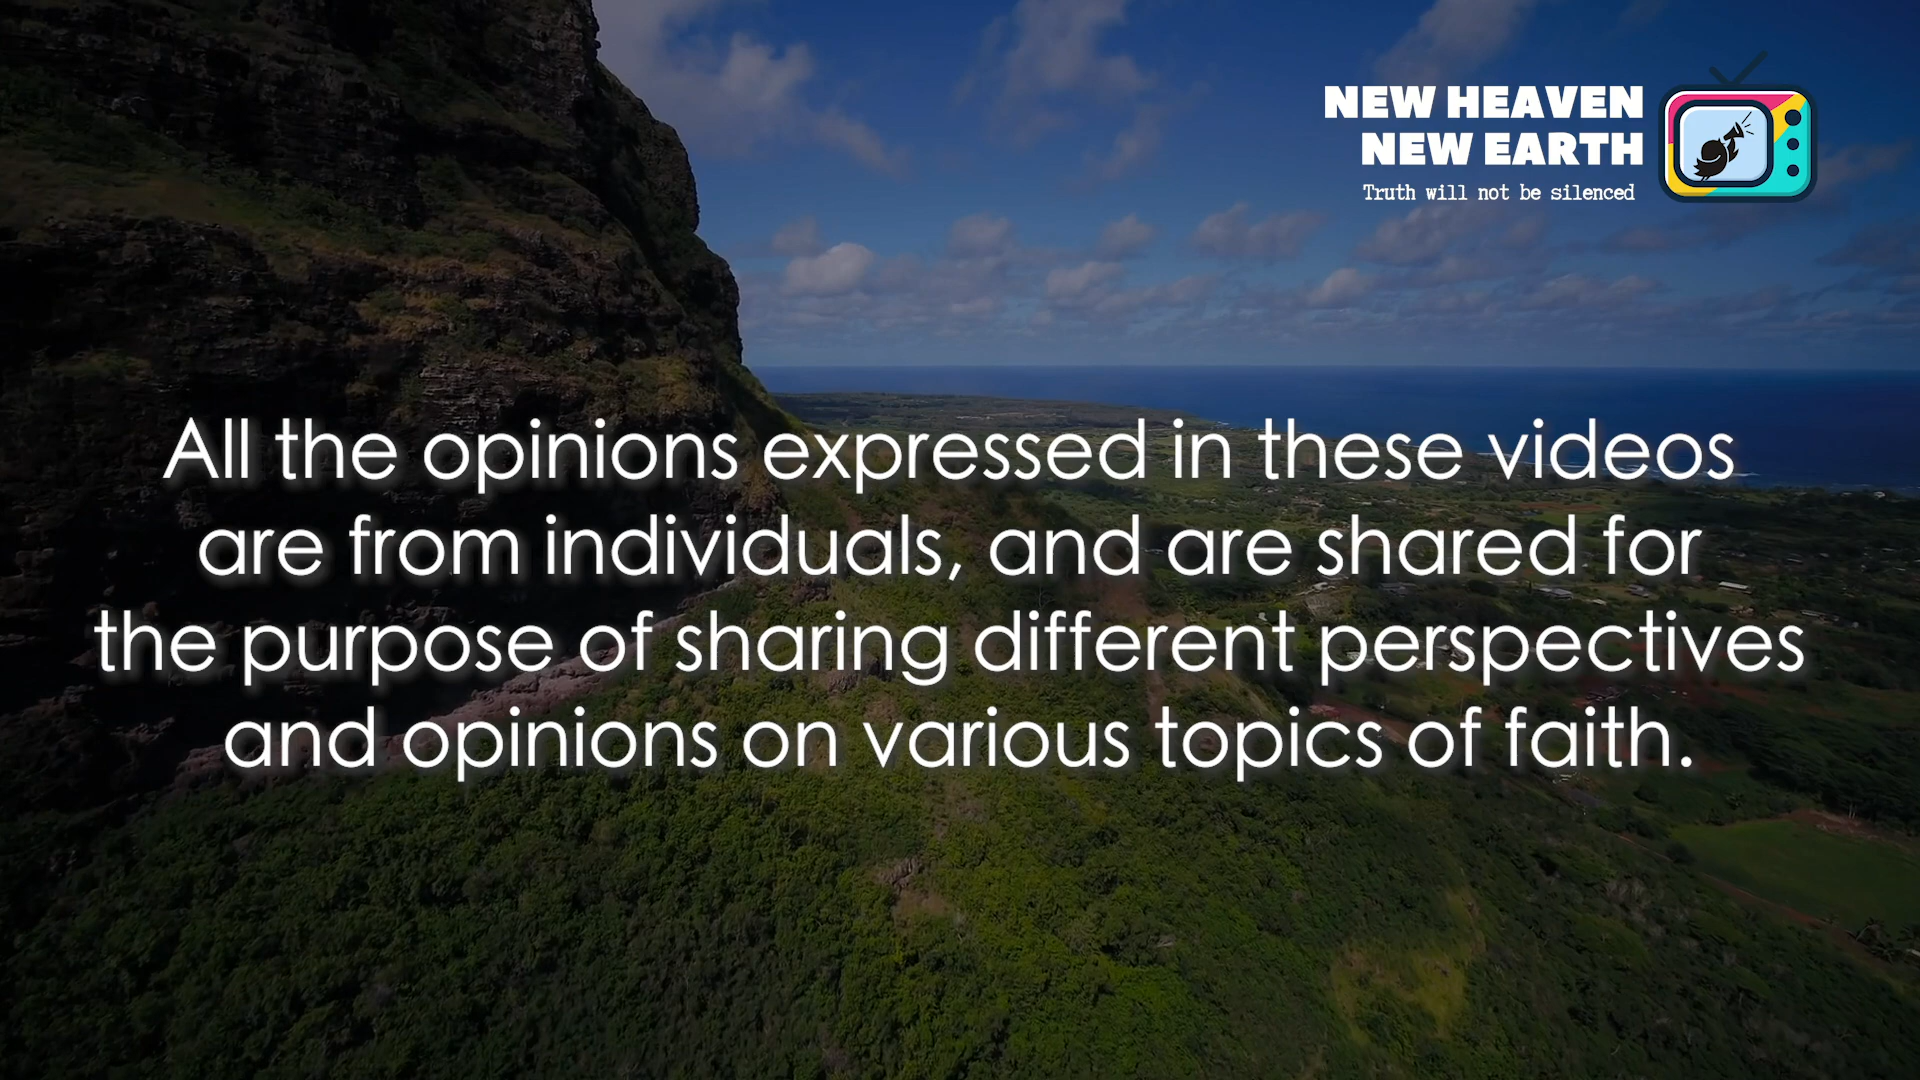 NEW HEAVEN
NEW EARTH
Truth will not be silenced
All the opinions expressed in these videos
are from individuals, and are shared for
the purpose of sharing different perspectives
and opinions on various topics of faith.